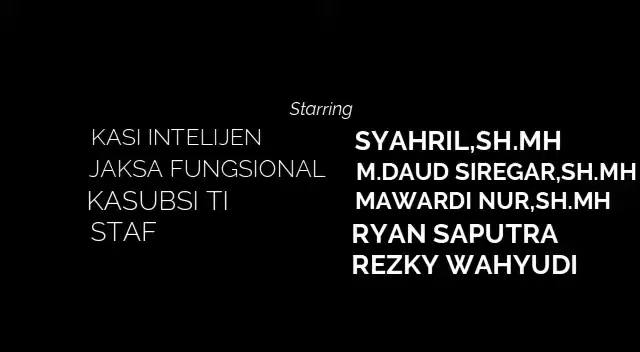 Starring
KASI INTELIJEN SYAHRIL,SH.MH
JAKSA FUNGSIONAL M.DAUD SIREGAR,SH.MH
KASUBSI TI MAWARDI NUR,SH.MH
STAF RYAN SAPUTRA
REZKY WAHYUDI